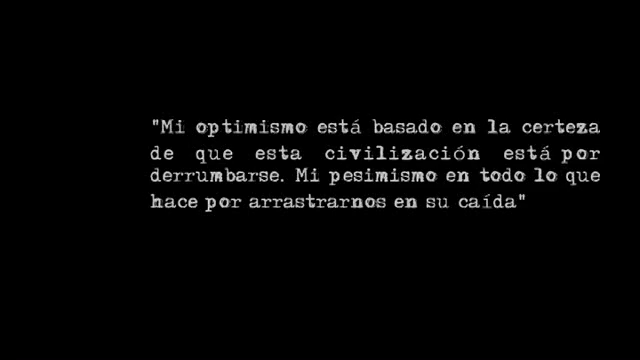 "Mi optimismo está basado en la certeza
de que esta civilización está por
derrumbarse. Mi pesimismo en todo lo que
hace por arrastrarnos en su caída"